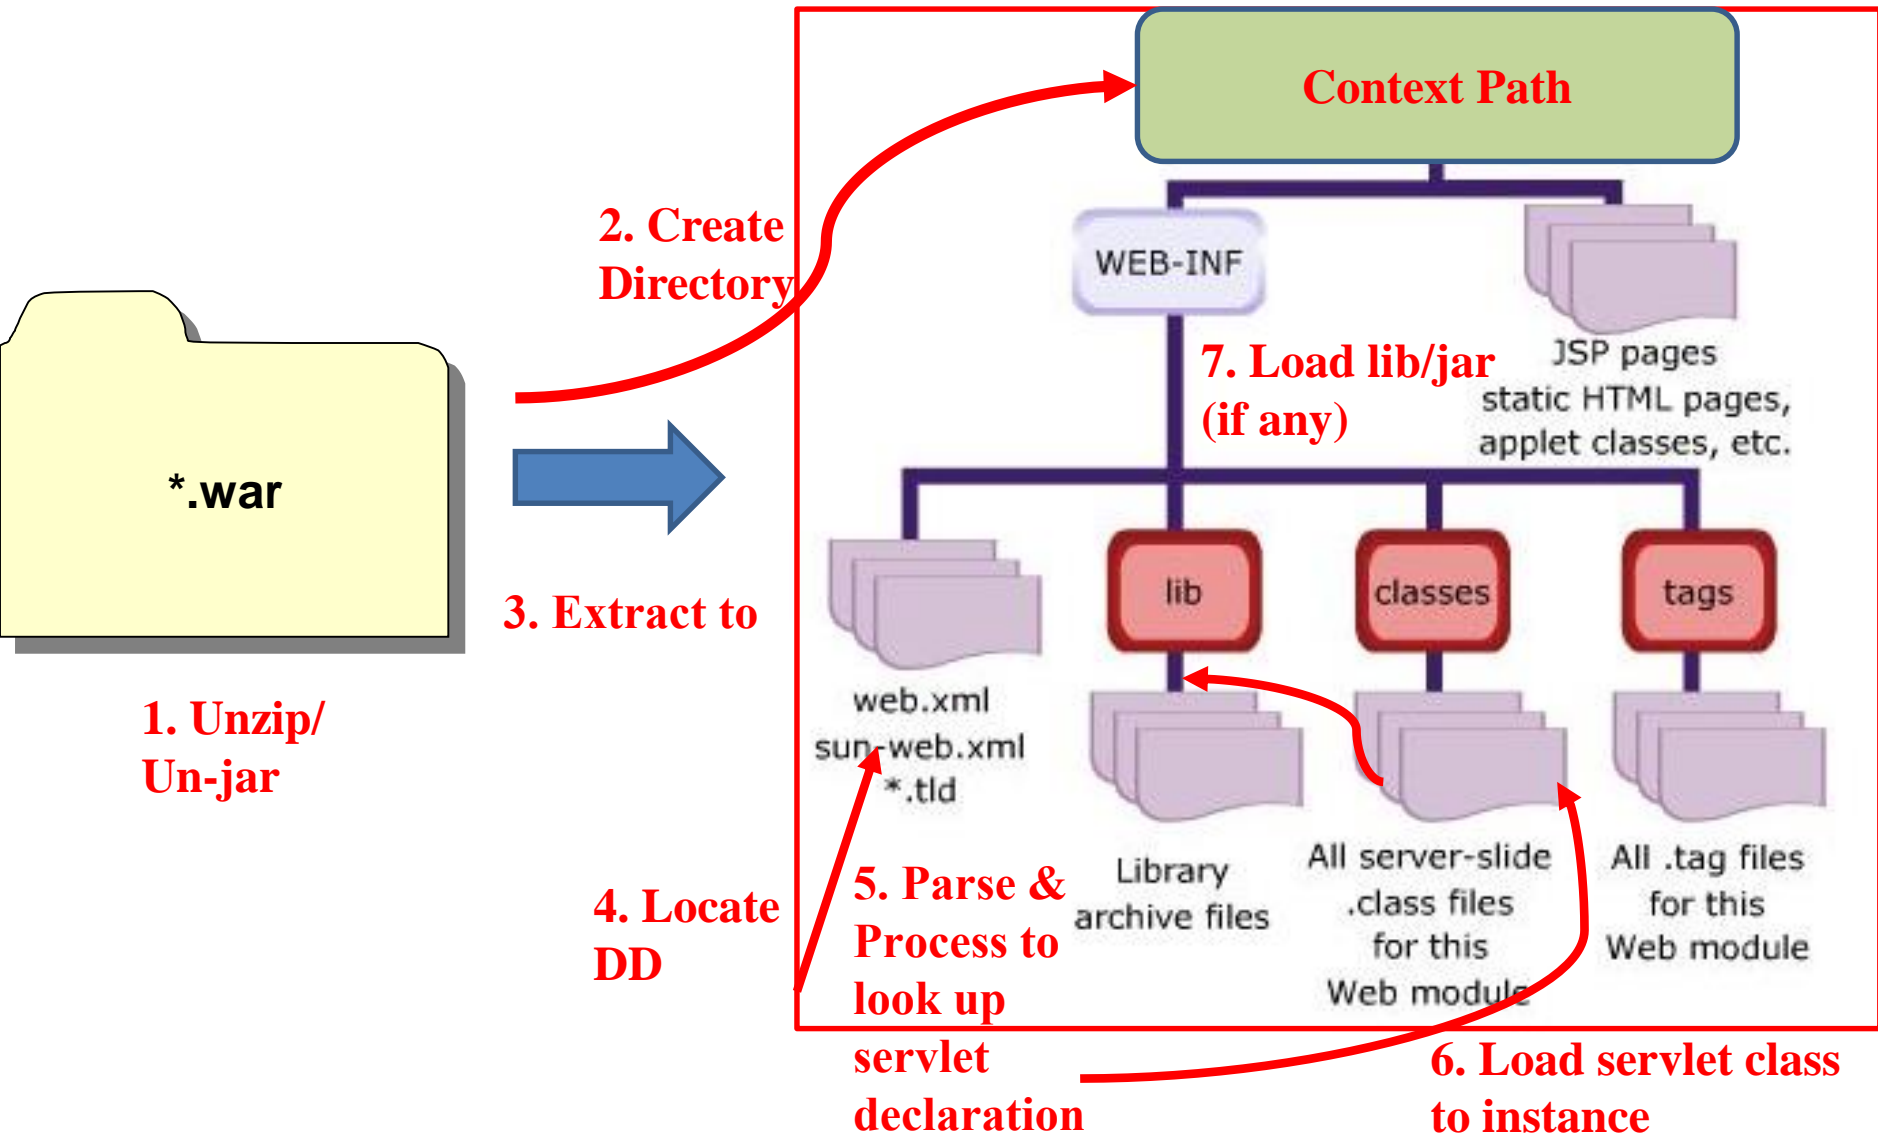 Context Path
2. Create
Directory
WEB-INF
7. Load lib/jar
(if any)
JSP pages
static HTML pages,
applet classes, etc.
*.war
3. Extract to
1. Unzip/
Un-jar
lib
classes
tags
web.xml
sun-web.xml
*.tld
Library
archive files
All server-slide
.class files
for this
Web module
All .tag files
for this
Web module
4. Locate
DD
5. Parse &
Process to
look up
servlet
declaration
6. Load servlet class
to instance